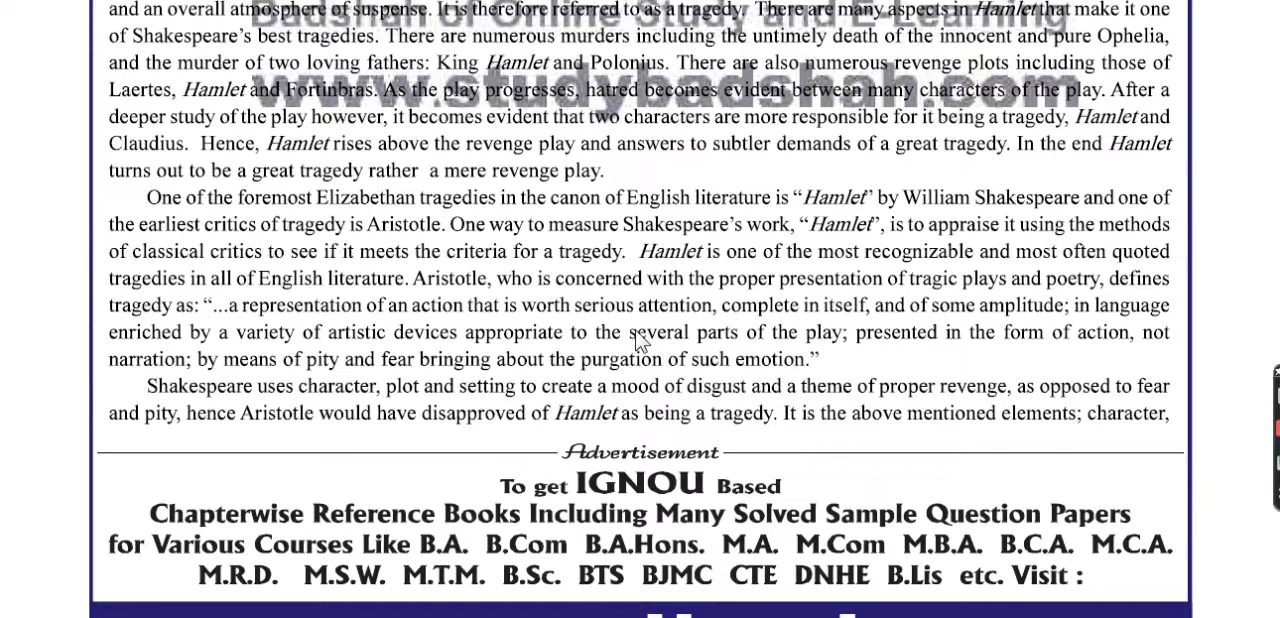 and an overall atmosphere of suspense. It is therefore referred to as a tragedy. There are many aspects in Hamlet that make it one
Badshah of Online Study and E-Learning
of Shakespeare's best tragedies. There are numerous murders including the untimely death of the innocent and pure Ophelia,
and the murder of two loving fathers: King Hamlet and Polonius. There are also numerous revenge plots including those of
www.studybadshah.com
Laertes, Hamlet and Fortinbras. As the play progresses, hatred becomes evident between many characters of the play. After a
deeper study of the play however, it becomes evident that two characters are more responsible for it being a tragedy, Hamlet and
Claudius. Hence, Hamlet rises above the revenge play and answers to subtler demands of a great tragedy. In the end Hamlet
turns out to be a great tragedy rather a mere revenge play.
One of the foremost Elizabethan tragedies in the canon of English literature is “Hamlet” by William Shakespeare and one of
the earliest critics of tragedy is Aristotle. One way to measure Shakespeare's work, “Hamlet”, is to appraise it using the methods
of classical critics to see if it meets the criteria for a tragedy. Hamlet is one of the most recognizable and most often quoted
tragedies in all of English literature. Aristotle, who is concerned with the proper presentation of tragic plays and poetry, defines
tragedy as: “...a representation of an action that is worth serious attention, complete in itself, and of some amplitude; in language
enriched by a variety of artistic devices appropriate to the several parts of the play; presented in the form of action, not
narration; by means of pity and fear bringing about the purgation of such emotion.”
Shakespeare uses character, plot and setting to create a mood of disgust and a theme of proper revenge, as opposed to fear
and pity, hence Aristotle would have disapproved of Hamlet as being a tragedy. It is the above mentioned elements; character,
Advertisement
To get IGNOU Based
Chapterwise Reference Books Including Many Solved Sample Question Papers
for Various Courses Like B.A. B.Com B.A.Hons. M.A. M.Com M.B.A. B.C.A. M.C.A.
M.R.D. M.S.W. M.T.M. B.Sc. BTS BJMC CTE DNHE B.Lis etc. Visit :